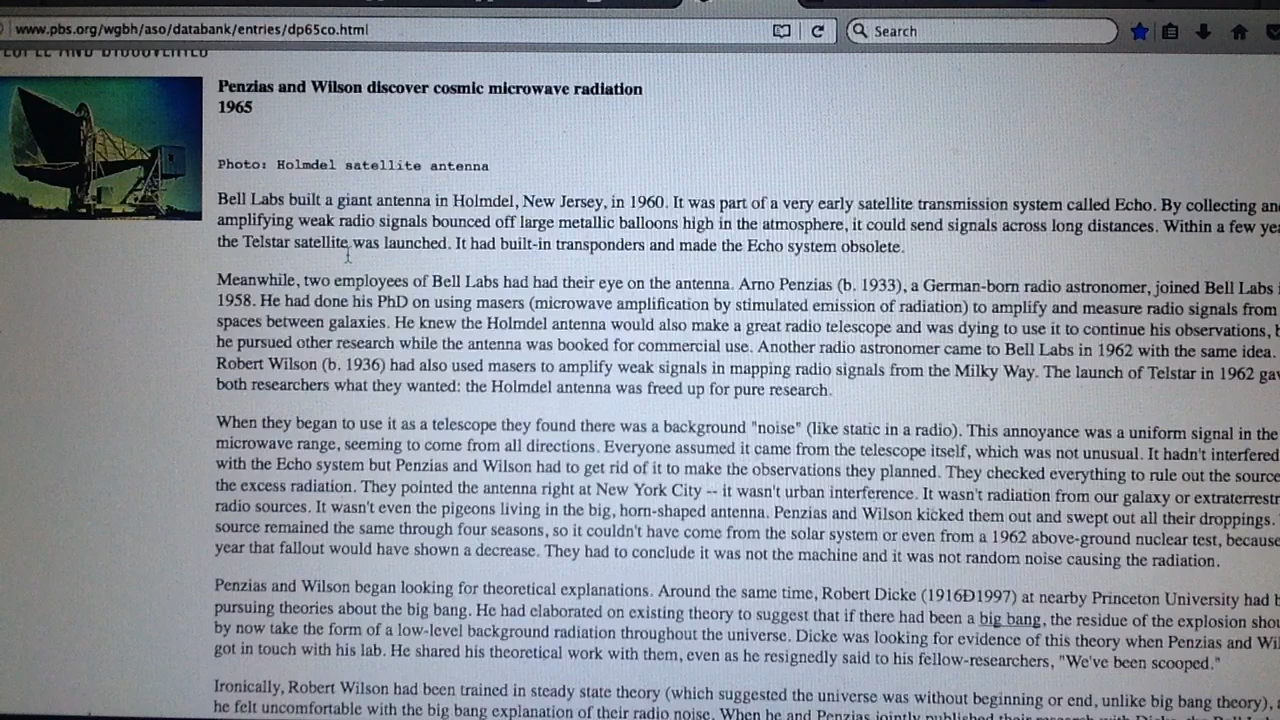 www.pbs.org/wgbh/aso/databank/entries/dp65co.html
Search
Penzias and Wilson discover cosmic microwave radiation
1965
Photo: Holmdel satellite antenna
Bell Labs built a giant antenna in Holmdel, New Jersey, in 1960. It was part of a very early satellite transmission system called Echo. By collecting and
amplifying weak radio signals bounced off large metallic balloons high in the atmosphere, it could send signals across long distances. Within a few
the Telstar satellite was launched. It had built-in transponders and made the Echo system obsolete.
Meanwhile, two employees of Bell Labs had had their eye on the antenna. Arno Penzias (b. 1933), a German-born radio astronomer, joined Bell Labs
1958. He had done his PhD on using masers (microwave amplification by stimulated emission of radiation) to amplify and measure radio signals from
spaces between galaxies. He knew the Holmdel antenna would also make a great radio telescope and was dying to use it to continue his observations,
he pursued other research while the antenna was booked for commercial use. Another radio astronomer came to Bell Labs in 1962 with the same idea.
Robert Wilson (b. 1936) had also used masers to amplify weak signals in mapping radio signals from the Milky Way. The launch of Telstar in 1962
both researchers what they wanted: the Holmdel antenna was freed up for pure research.
When they began to use it as a telescope they found there was a background "noise" (like static in a radio). This annoyance was a uniform signal in the
microwave range, seeming to come from all directions. Everyone assumed it came from the telescope itself, which was not unusual. It hadn't interfered
with the Echo system but Penzias and Wilson had to get rid of it to make the observations they planned. They checked everything to rule out the source
the excess radiation. They pointed the antenna right at New York City -- it wasn't urban interference. It wasn't radiation from our galaxy or
radio sources. It wasn't even the pigeons living in the big, horn-shaped antenna. Penzias and Wilson kicked them out and swept out all their droppings.
source remained the same through four seasons, so it couldn't have come from the solar system or even from a 1962 above-ground nuclear test, because
year that fallout would have shown a decrease. They had to conclude it was not the machine and it was not random noise causing the radiation.
Penzias and Wilson began looking for theoretical explanations. Around the same time, Robert Dicke (1916Ð1997) at nearby Princeton University had
pursuing theories about the big bang. He had elaborated on existing theory to suggest that if there had been a big bang, the residue of the explosion
by now take the form of a low-level background radiation throughout the universe. Dicke was looking for evidence of this theory when Penzias and
got in touch with his lab. He shared his theoretical work with them, even as he resignedly said to his fellow-researchers, "We've been scooped."
Ironically, Robert Wilson had been trained in steady state theory (which suggested the universe was without beginning or end, unlike big bang theory),
he felt uncomfortable with the big bang explanation of their radio noise. When he and Penzias jointly published their research with